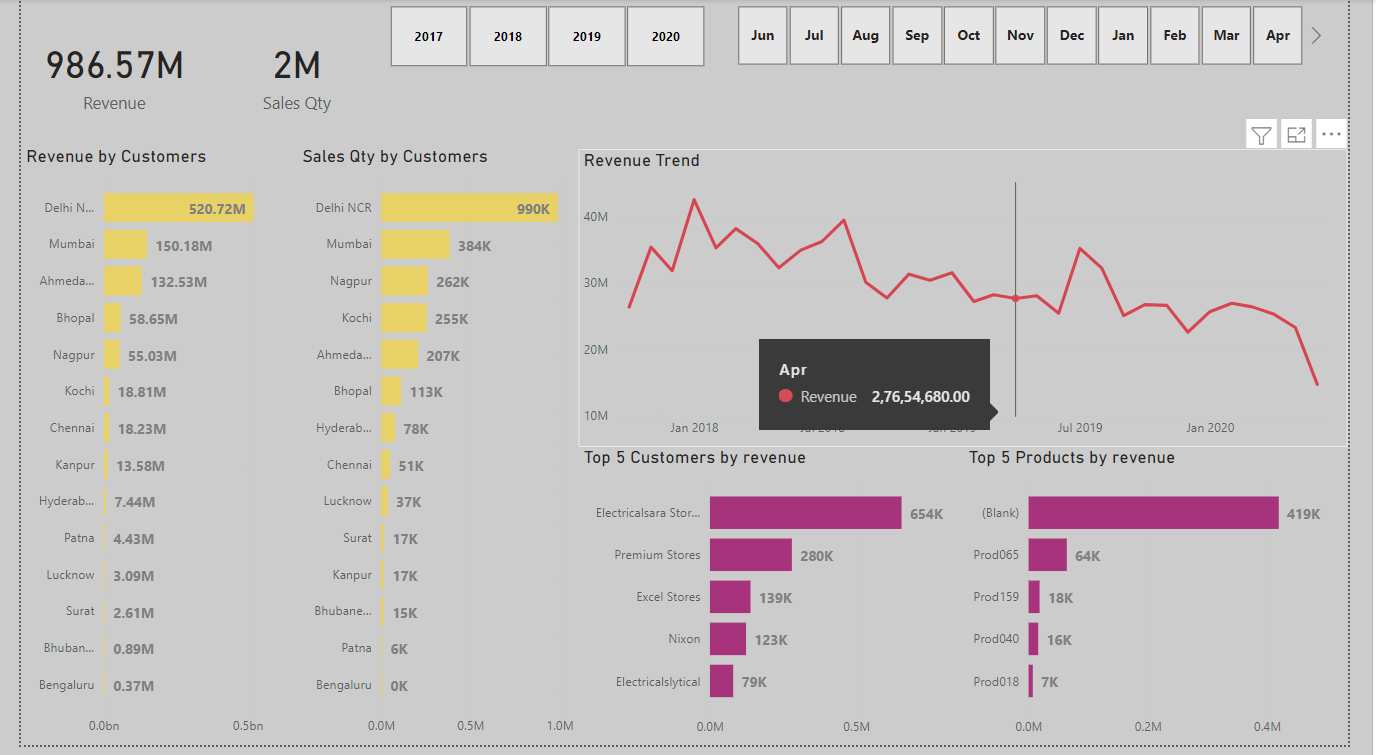 2017 2018 2019 2020
Jun Jul Aug Sep Oct Nov Dec Jan Feb Mar Apr
986.57M
Revenue
2M
Sales Qty
Revenue by Customers
Delhi N... 520.72M
Mumbai 150.18M
Ahmeda... 132.53M
Bhopal 58.65M
Nagpur 55.03M
Kochi 18.81M
Chennai 18.23M
Kanpur 13.58M
Hyderab... 7.44M
Patna 4.43M
Lucknow 3.09M
Surat 2.61M
Bhuban... 0.89M
Bengaluru 0.37M
0.0bn 0.5bn
Sales Qty by Customers
Delhi NCR 990K
Mumbai 384K
Nagpur 262K
Kochi 255K
Ahmeda... 207K
Bhopal 113K
Hyderab... 78K
Chennai 51K
Lucknow 37K
Surat 17K
Kanpur 17K
Bhubane... 15K
Patna 6K
Bengaluru 0K
0.0M 0.5M 1.0M
Revenue Trend
40M
30M
20M
10M
Apr
Revenue 2,76,54,680.00
Jan 2018 Jul 2018 Jan 2019 Jul 2019 Jan 2020
Top 5 Customers by revenue
Electricalsara Stor... 654K
Premium Stores 280K
Excel Stores 139K
Nixon 123K
Electricalslytical 79K
0.0M 0.5M
Top 5 Products by revenue
(Blank) 419K
Prod065 64K
Prod159 18K
Prod040 16K
Prod018 7K
0.0M 0.2M 0.4M